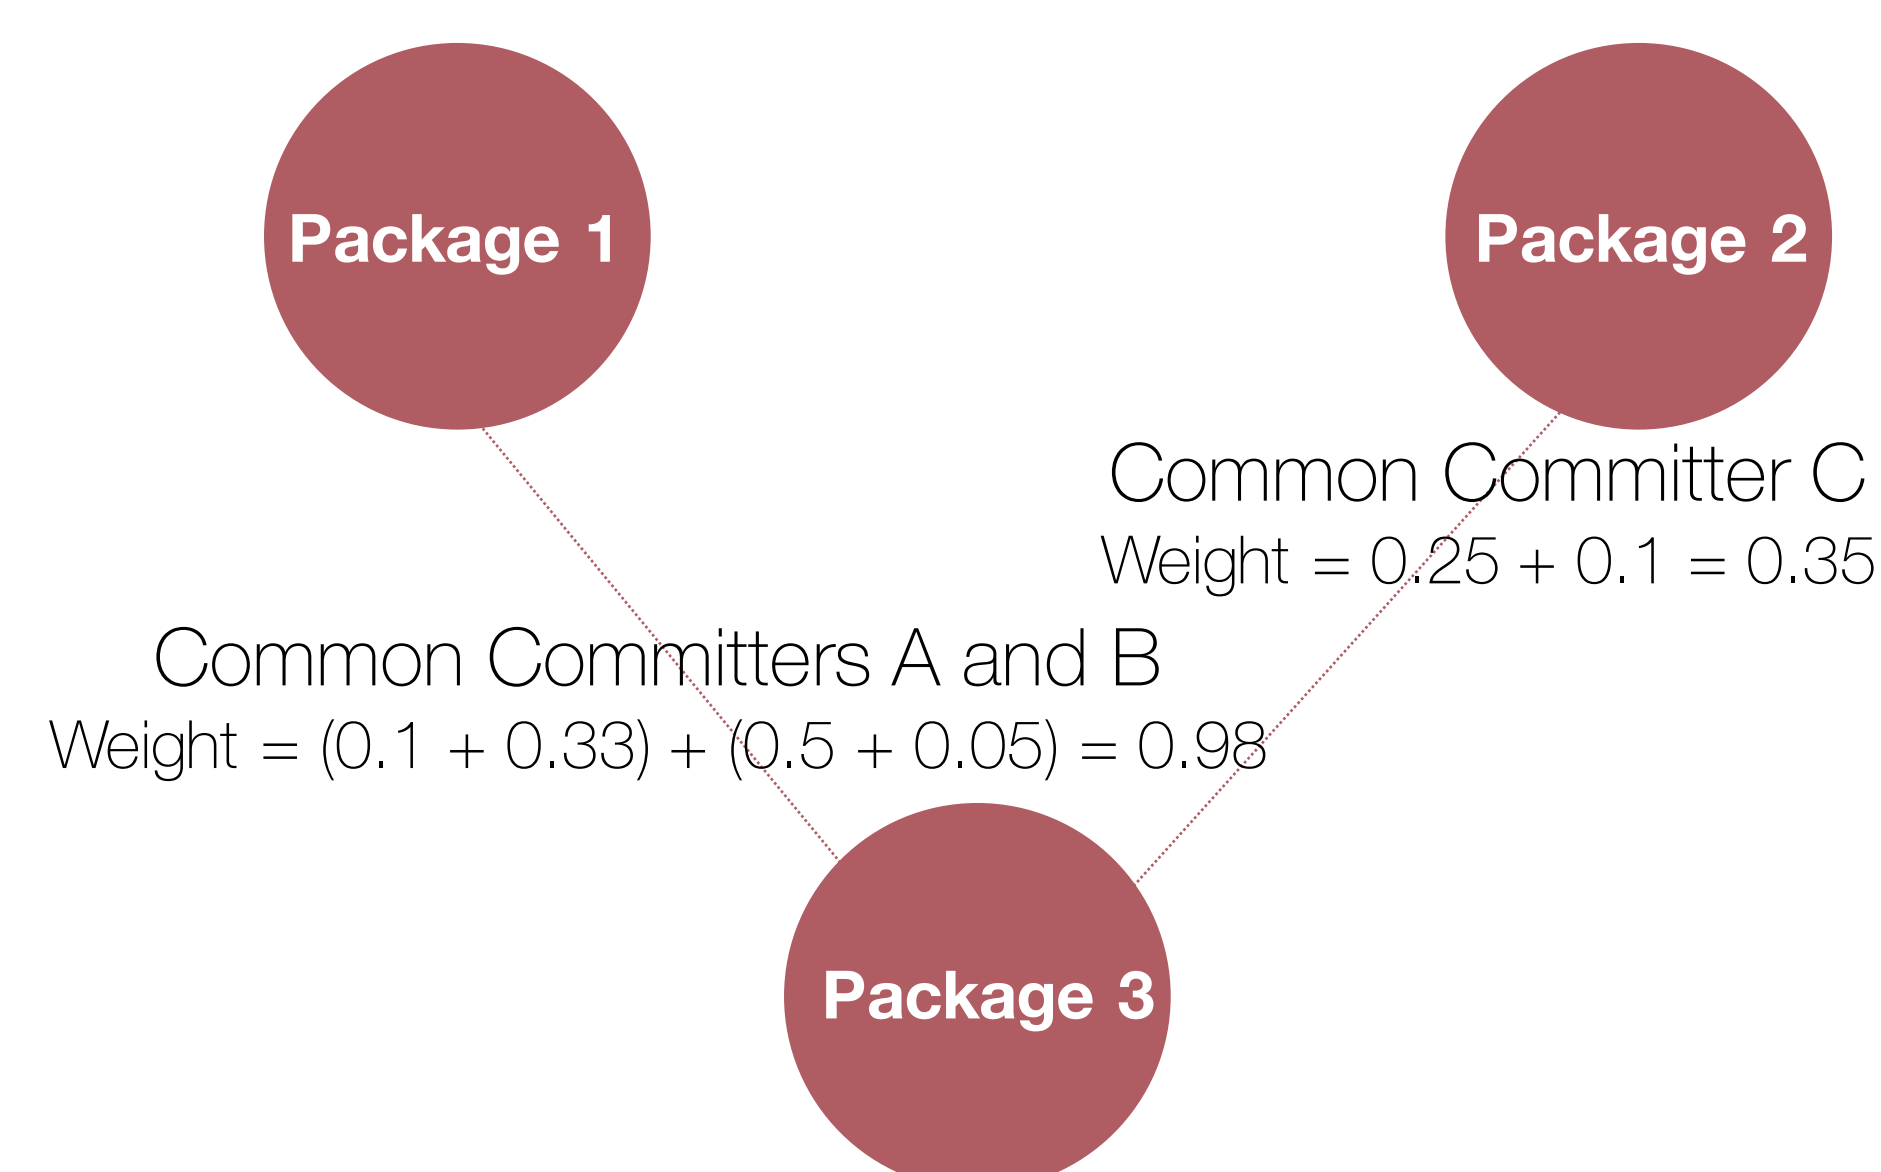 Package 1
Package 2
Common Committer C
Weight = 0.25 + 0.1 = 0.35
Common Committers A and B
Weight = (0.1 + 0.33) + (0.5 + 0.05) = 0.98
Package 3